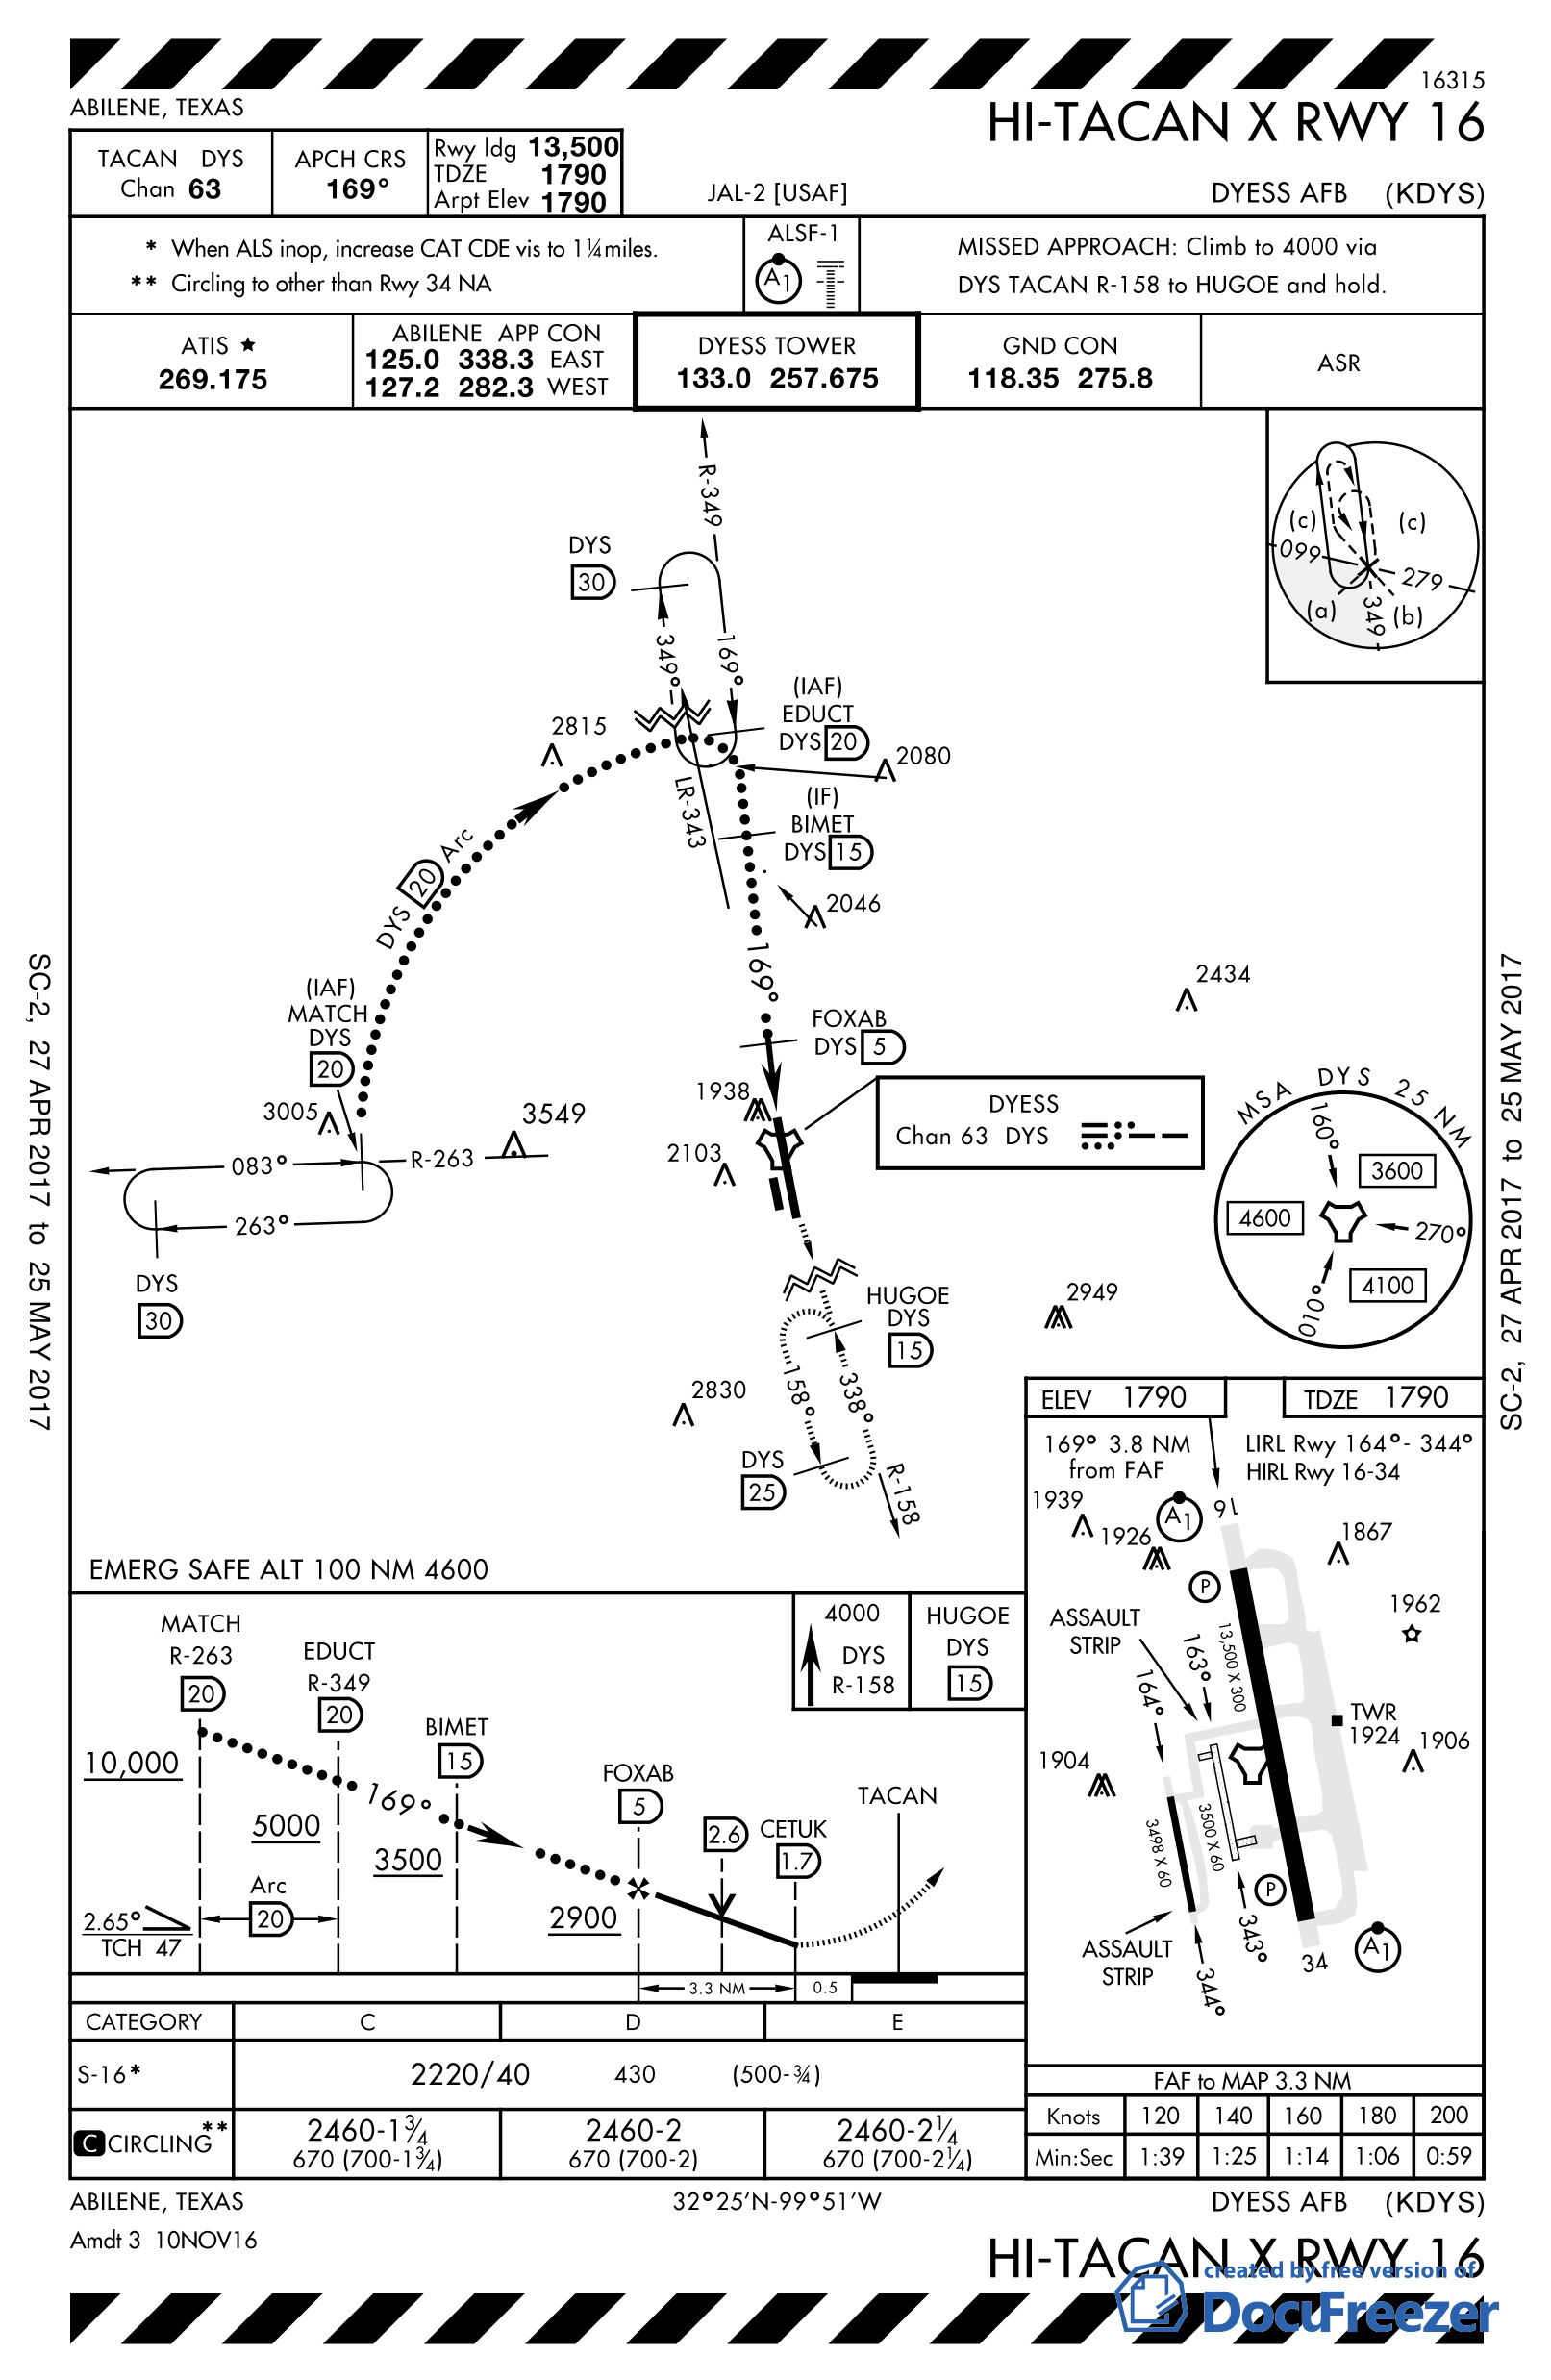 16315
ABILENE, TEXAS
HI-TACAN X RWY 16
TACAN DYS
Chan 63
APCH CRS
169°
Rwy ldg 13,500
TDZE 1790
Arpt Elev 1790
JAL-2 [USAF]
DYESS AFB (KDYS)
* When ALS inop, increase CAT CDE vis to 1¼ miles.
** Circling to other than Rwy 34 NA
ALSF-1
A1
MISSED APPROACH: Climb to 4000 via
DYS TACAN R-158 to HUGOE and hold.
ATIS ★
269.175
ABILENE APP CON
125.0 338.3 EAST
127.2 282.3 WEST
DYESS TOWER
133.0 257.675
GND CON
118.35 275.8
ASR
R-349
DYS
30
349°
169°
(c)
(c)
099
279
(a)
(b)
349
(IAF)
EDUCT
DYS 20
2815
2080
LR-343
(IF)
BIMET
DYS 15
2046
DYS 20 Arc
169°
2434
(IAF)
MATCH
DYS
20
FOXAB
DYS 5
3005
3549
1938
2103
083°
R-263
263°
DYS
30
DYESS
Chan 63 DYS
MSA DYS 25 NM
160°
3600
4600
270°
4100
010°
HUGOE
DYS
15
2949
158°
338°
2830
DYS
25
R-158
EMERG SAFE ALT 100 NM 4600
SC-2, 27 APR 2017 to 25 MAY 2017
SC-2, 27 APR 2017 to 25 MAY 2017
ELEV 1790
TDZE 1790
169° 3.8 NM
from FAF
LIRL Rwy 164°- 344°
HIRL Rwy 16-34
1939
A1
16
1926
1867
P
ASSAULT
STRIP
1962
163°
13,500 X 300
164°
TWR
1924
1906
1904
3498 X 60
3500 X 60
P
ASSAULT
STRIP
343°
344°
34
A1
MATCH
R-263
20
EDUCT
R-349
20
BIMET
15
4000
DYS
R-158
HUGOE
DYS
15
10,000
169°
5000
3500
FOXAB
5
2.6
CETUK
1.7
TACAN
2.65°
TCH 47
Arc
20
2900
3.3 NM
0.5
CATEGORY C D E
S-16* 2220/40 430 (500-¾)
C CIRCLING**
2460-1¾
670 (700-1¾)
2460-2
670 (700-2)
2460-2¼
670 (700-2¼)
FAF to MAP 3.3 NM
Knots 120 140 160 180 200
Min:Sec 1:39 1:25 1:14 1:06 0:59
ABILENE, TEXAS
Amdt 3 10NOV16
32°25'N-99°51'W
DYESS AFB (KDYS)
HI-TACAN X RWY 16
created by free version of
DocuFreezer